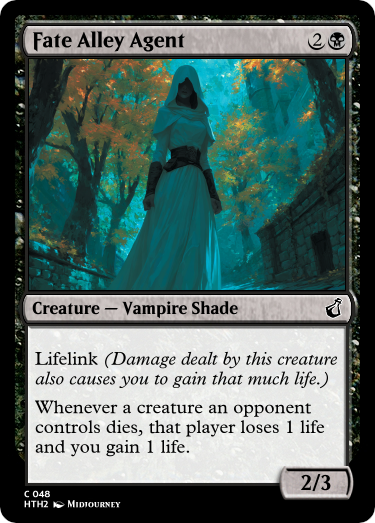 Fate Alley Agent 2
Creature — Vampire Shade
Lifelink (Damage dealt by this creature
also causes you to gain that much life.)
Whenever a creature an opponent
controls dies, that player loses 1 life
and you gain 1 life.
2/3
C 048
HTH2 Midjourney